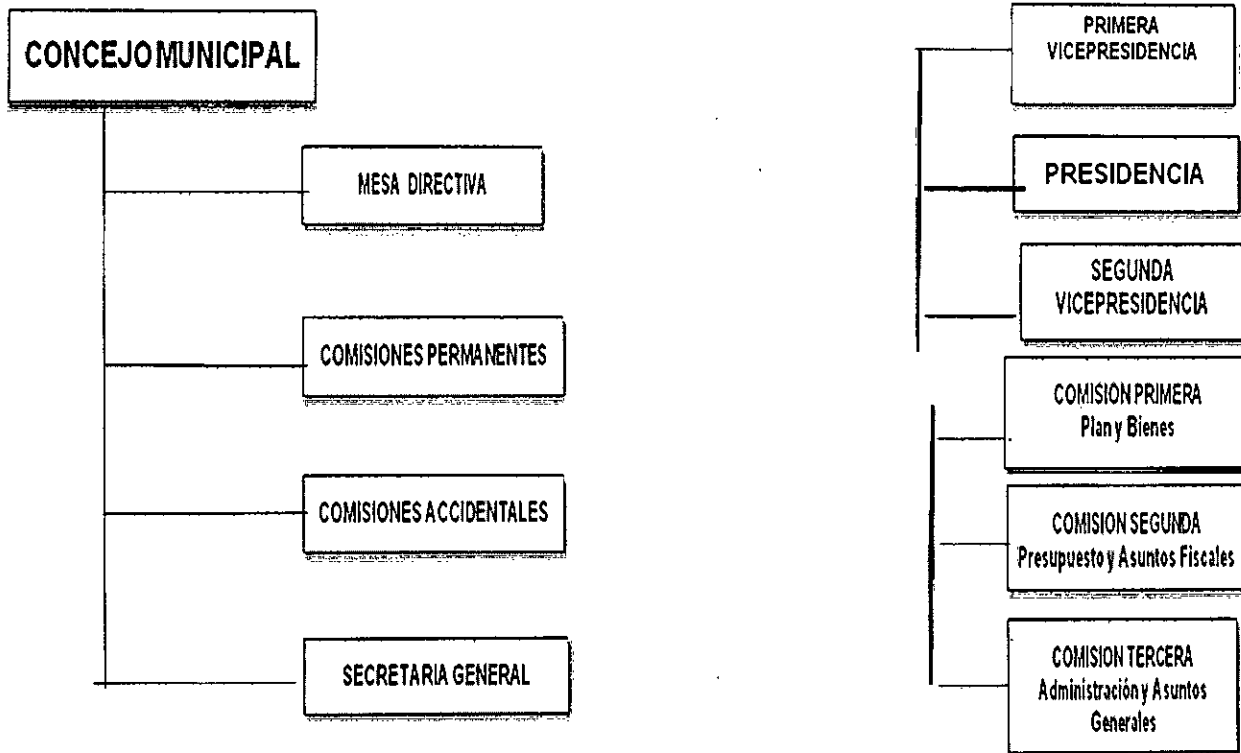 CONCEJO MUNICIPAL
MESA DIRECTIVA
COMISIONES PERMANENTES
COMISIONES ACCIDENTALES
SECRETARIA GENERAL
PRIMERA
VICEPRESIDENCIA
PRESIDENCIA
SEGUNDA
VICEPRESIDENCIA
COMISION PRIMERA
Plan y Bienes
COMISION SEGUNDA
Presupuesto y Asuntos Fiscales
COMISION TERCERA
Administración y Asuntos
Generales